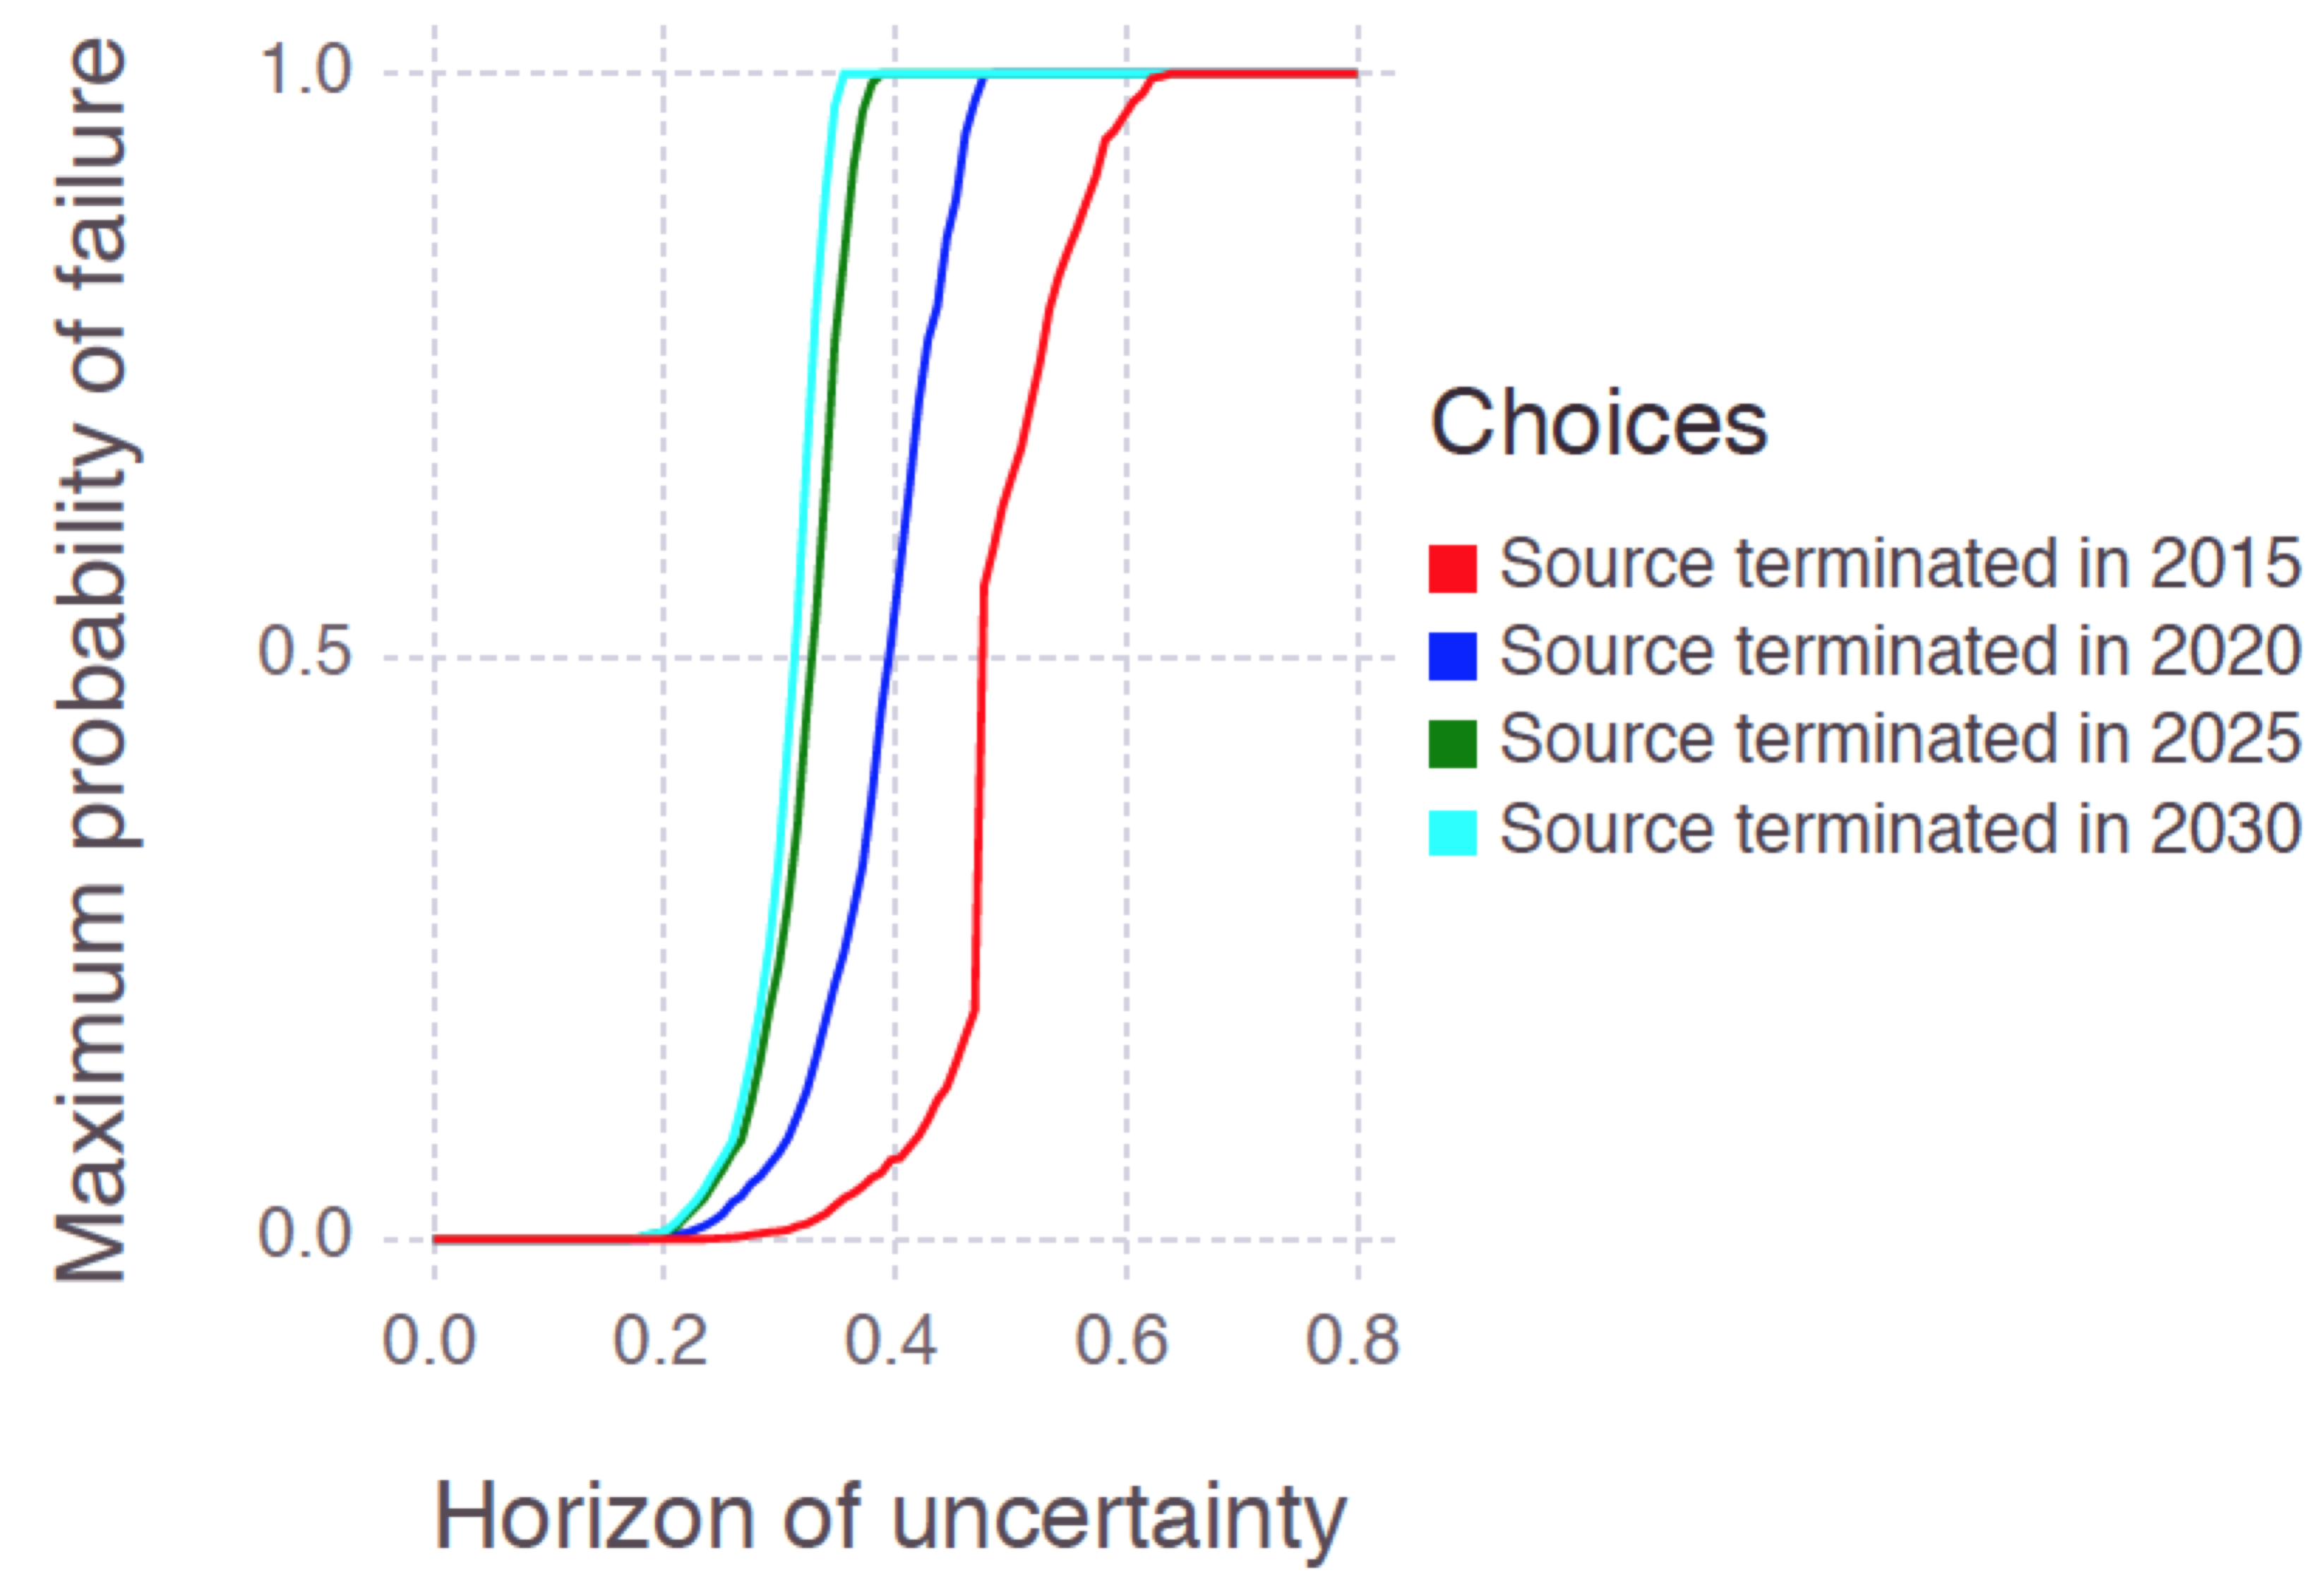 Maximum probability of failure
1.0
0.5
0.0
0.0 0.2 0.4 0.6 0.8
Horizon of uncertainty
Choices
Source terminated in 2015
Source terminated in 2020
Source terminated in 2025
Source terminated in 2030